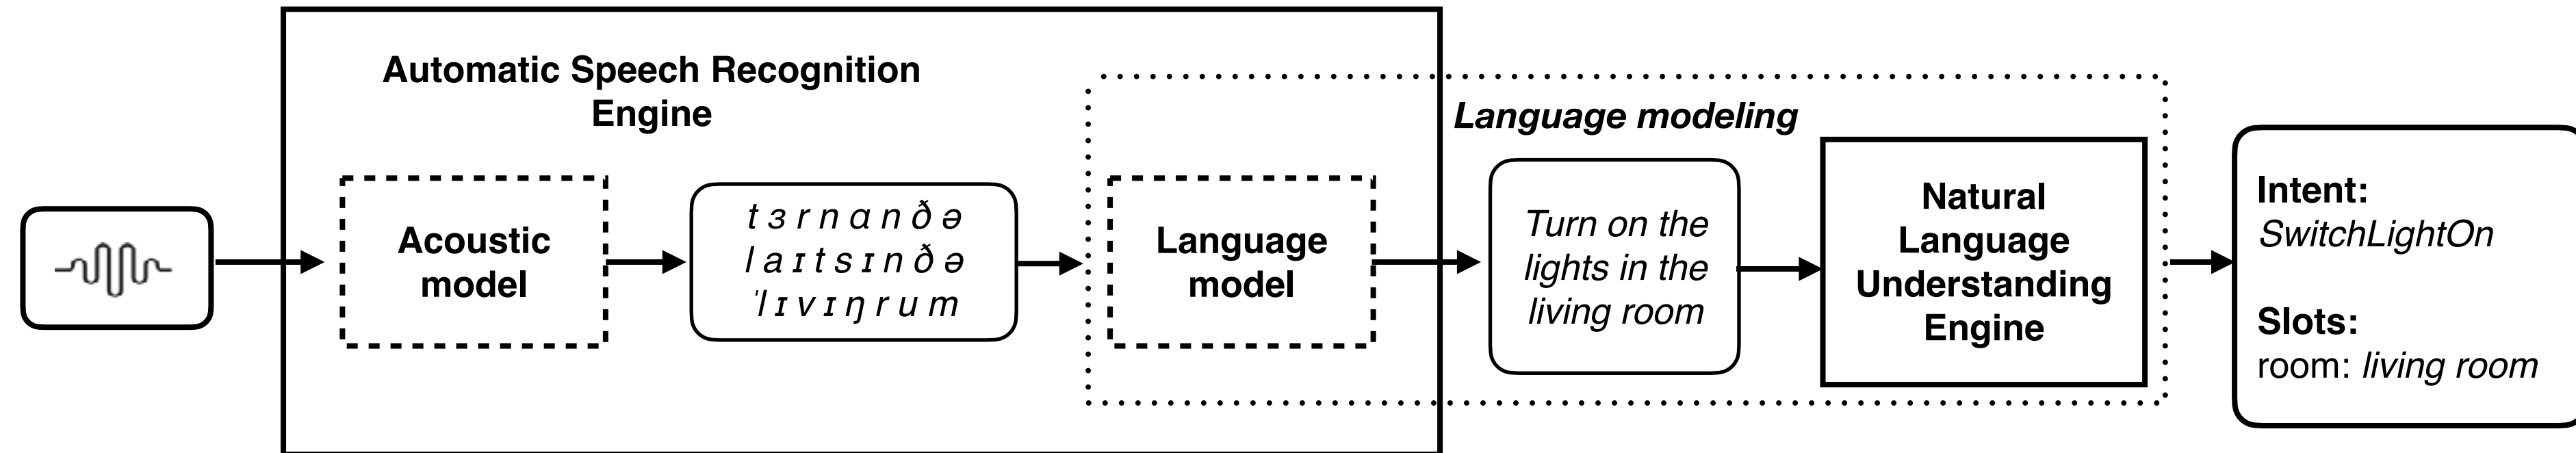 Automatic Speech Recognition
Engine
Language modeling
Acoustic
model
t ɜ r n ɑ n ð ə
l a ɪ t s ɪ n ð ə
ˈl ɪ v ɪ ŋ r u m
Language
model
Turn on the
lights in the
living room
Natural
Language
Understanding
Engine
Intent:
SwitchLightOn
Slots:
room: living room